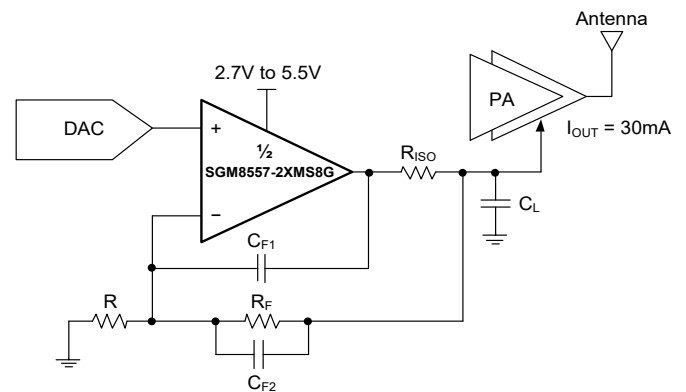 Antenna
2.7V to 5.5V
PA
DAC
+
½
SGM8557-2XMS8G
I_OUT = 30mA
R_ISO
−
C_L
C_F1
R
R_F
C_F2